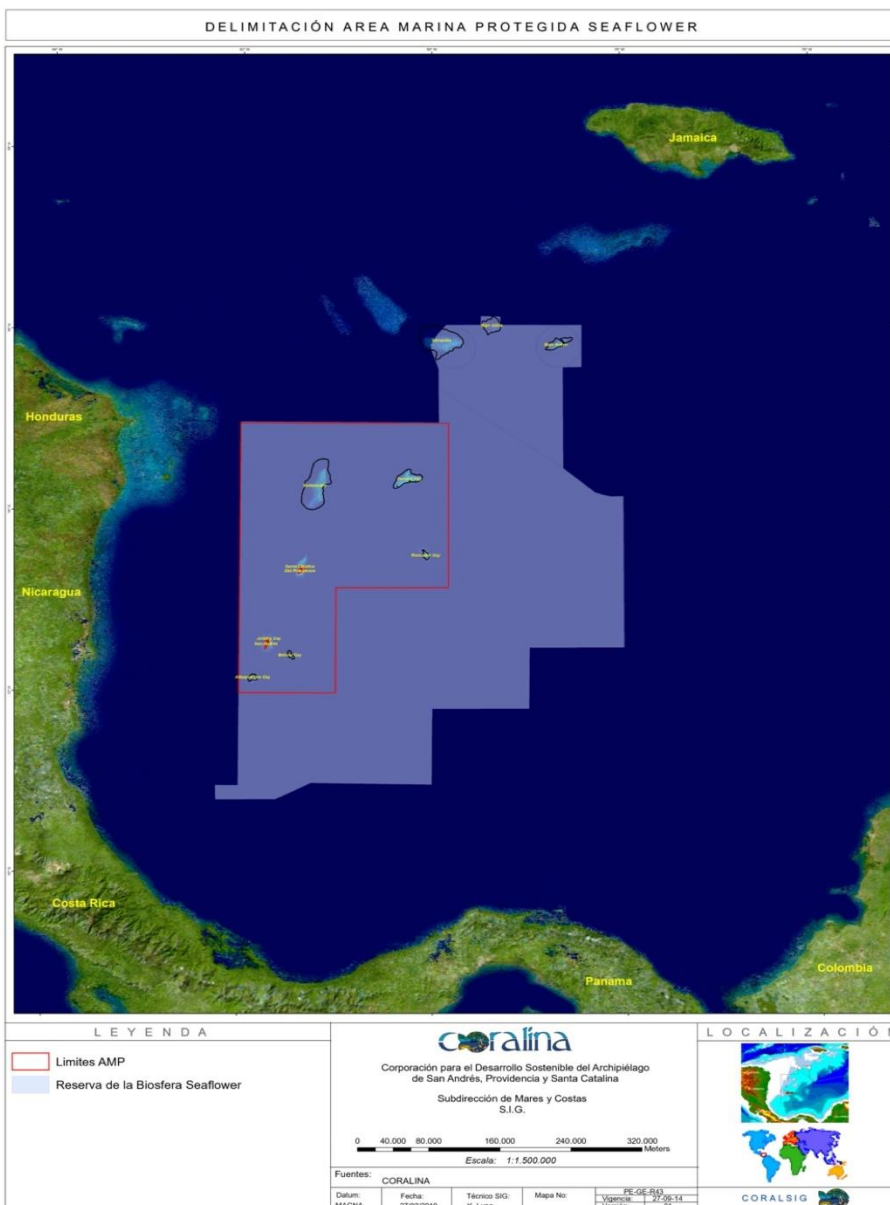 DELIMITACIÓN AREA MARINA PROTEGIDA SEAFLOWER
Jamaica
Honduras
Nicaragua
Costa Rica
Panama
Colombia
LEYENDA
Limites AMP
Reserva de la Biosfera Seaflower
coralina
Corporación para el Desarrollo Sostenible del Archipiélago
de San Andrés, Providencia y Santa Catalina
Subdirección de Mares y Costas
S.I.G.
0 40.000 80.000 160.000 240.000 320.000
Meters
Escala: 1:1.500.000
Fuentes:
CORALINA
Datum:
Fecha:
Técnico SIG:
Mapa No:
PE-GE-R43
Vigencia: 27-09-14
LOCALIZACIÓN
CORALSIG